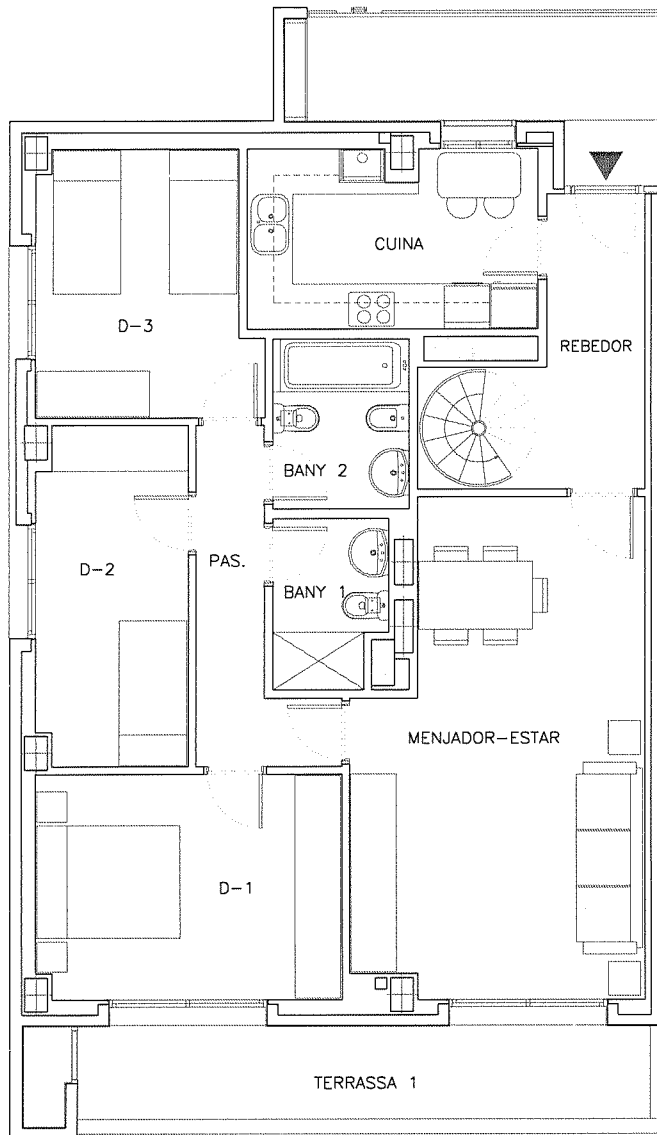 CUINA
D-3
REBEDOR
BANY 2
D-2
PAS.
BANY 1
MENJADOR-ESTAR
D-1
TERRASSA 1